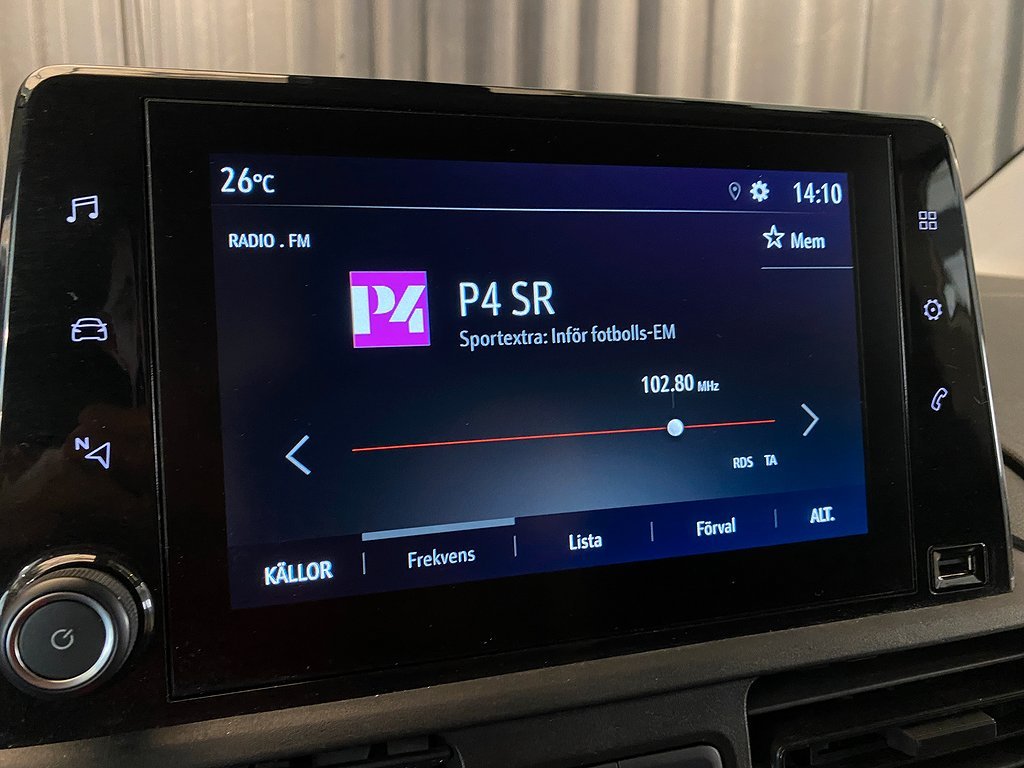 26°C
14:10
RADIO . FM
Mem
P4
P4 SR
Sportextra: Inför fotbolls-EM
102.80 MHz
RDS TA
KÄLLOR
Frekvens
Lista
Förval
ALT.
N